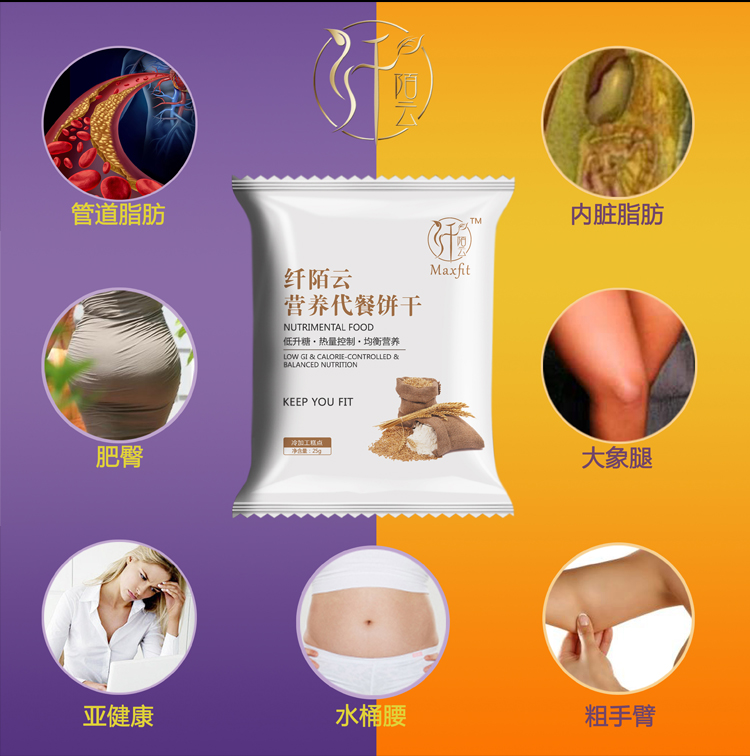 纤陌云
管道脂肪
内脏脂肪
纤陌云
TM
Maxfit
纤陌云
营养代餐饼干
NUTRIMENTAL FOOD
低升糖·热量控制·均衡营养
LOW GI & CALORIE-CONTROLLED &
BALANCED NUTRITION
KEEP YOU FIT
冷加工糕点
净含量：25g
肥臀
大象腿
亚健康
水桶腰
粗手臂